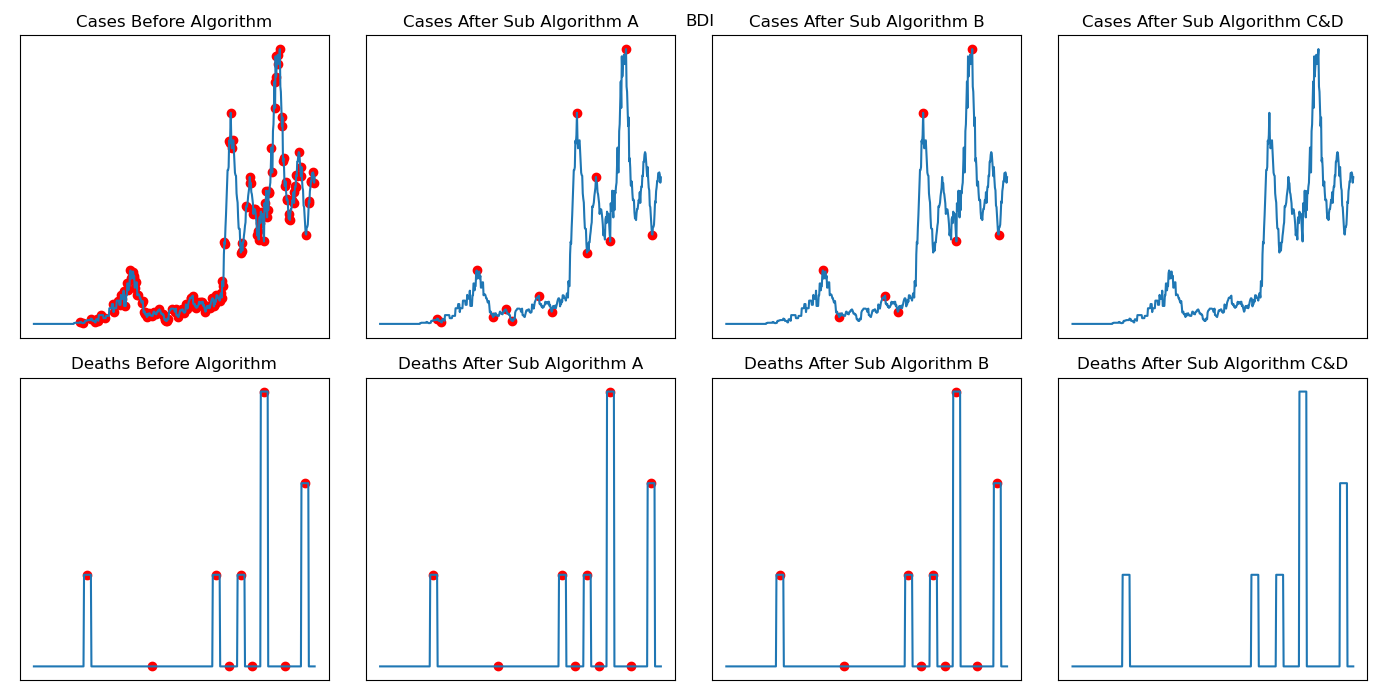 BDI
Cases Before Algorithm
Cases After Sub Algorithm A
Cases After Sub Algorithm B
Cases After Sub Algorithm C&D
Deaths Before Algorithm
Deaths After Sub Algorithm A
Deaths After Sub Algorithm B
Deaths After Sub Algorithm C&D